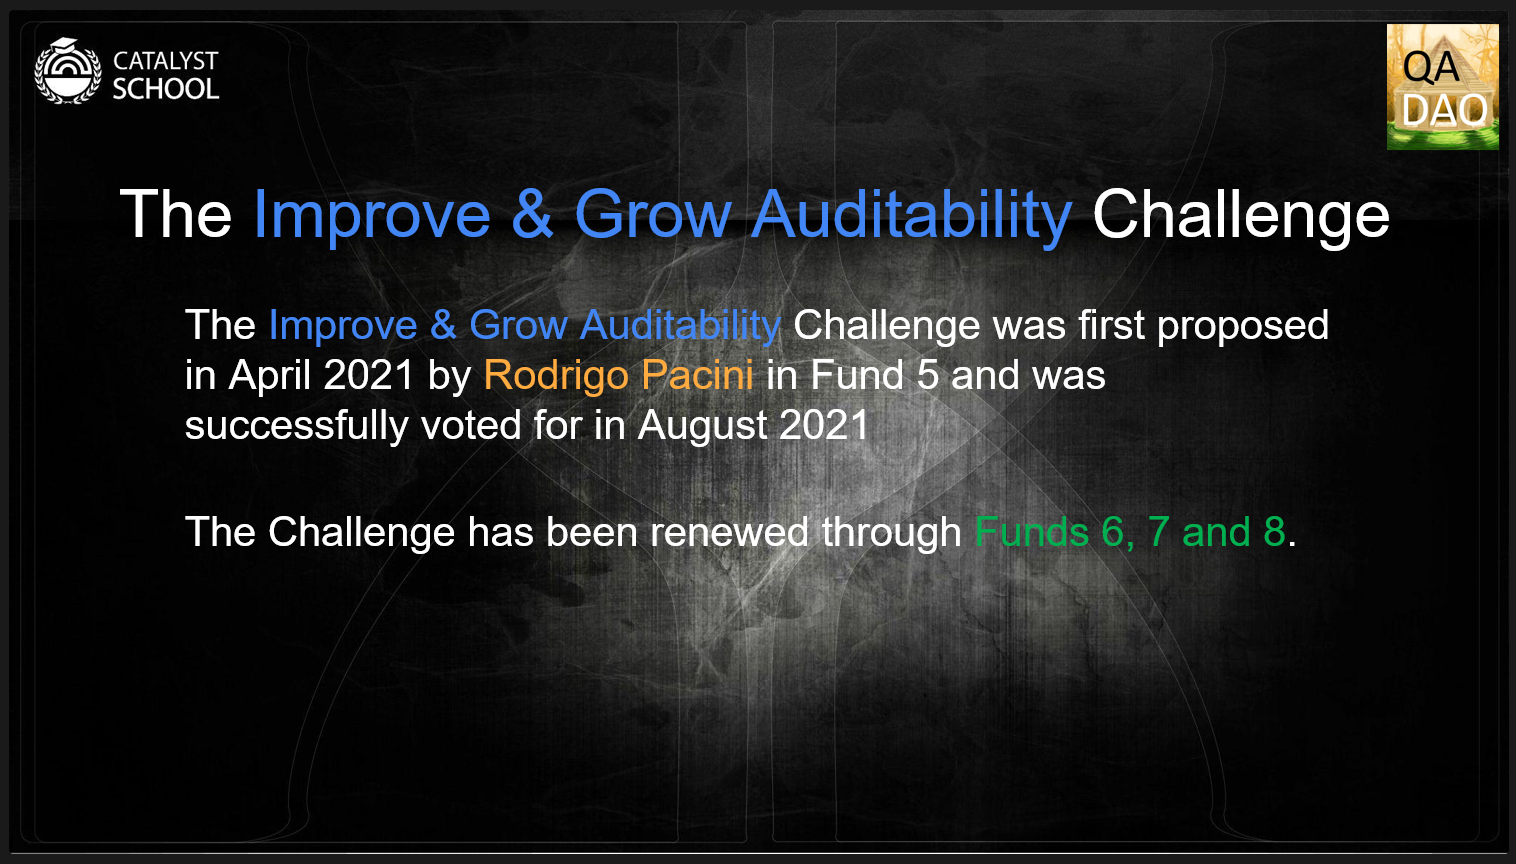 CATALYST
SCHOOL
QA
DAO
The Improve & Grow Auditability Challenge
The Improve & Grow Auditability Challenge was first proposed
in April 2021 by Rodrigo Pacini in Fund 5 and was
successfully voted for in August 2021
The Challenge has been renewed through Funds 6, 7 and 8.